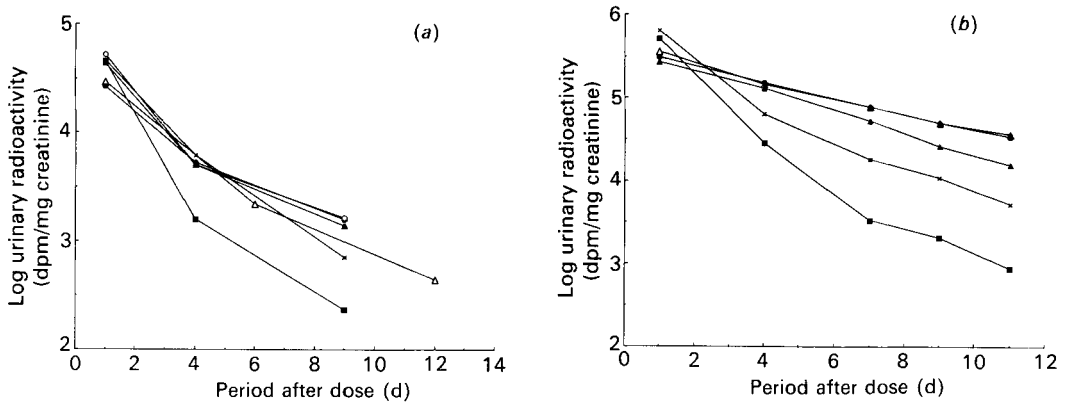 (a)
5
4
3
2
0 2 4 6 8 10 12 14
Period after dose (d)
Log urinary radioactivity
(dpm/mg creatinine)
(b)
6
5
4
3
2
0 2 4 6 8 10 12
Period after dose (d)
Log urinary radioactivity
(dpm/mg creatinine)